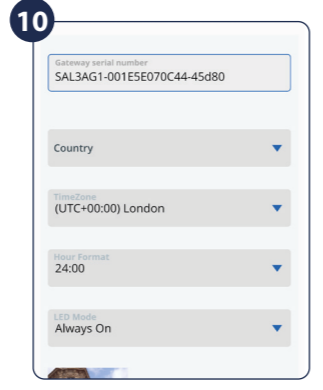 10
Gateway serial number
SAL3AG1-001E5E070C44-45d80
Country
TimeZone
(UTC+00:00) London
Hour Format
24:00
LED Mode
Always On